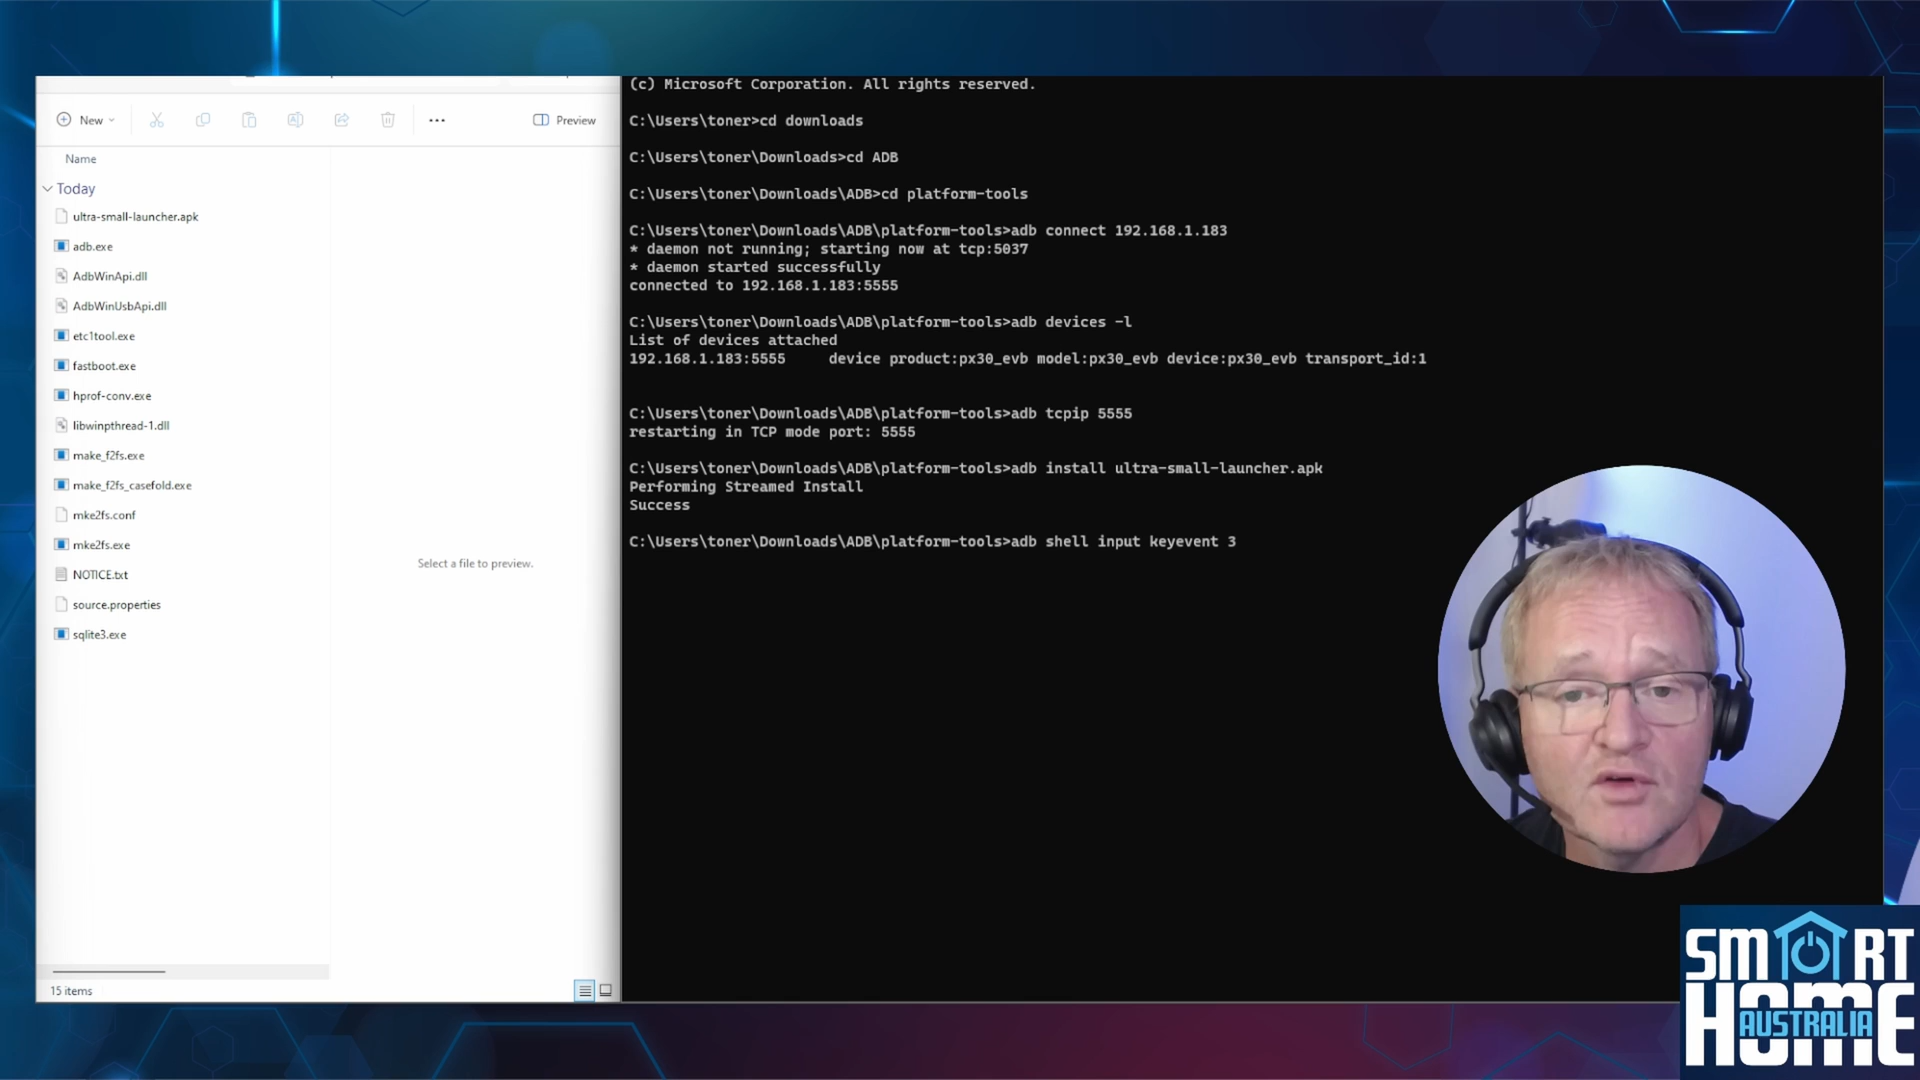 New
Preview
Name
Today
ultra-small-launcher.apk
adb.exe
AdbWinApi.dll
AdbWinUsbApi.dll
etc1tool.exe
fastboot.exe
hprof-conv.exe
libwinpthread-1.dll
make_f2fs.exe
make_f2fs_casefold.exe
mke2fs.conf
mke2fs.exe
NOTICE.txt
source.properties
sqlite3.exe
Select a file to preview.
15 items
(c) Microsoft Corporation. All rights reserved.
C:\Users\toner>cd downloads
C:\Users\toner\Downloads>cd ADB
C:\Users\toner\Downloads\ADB>cd platform-tools
C:\Users\toner\Downloads\ADB\platform-tools>adb connect 192.168.1.183
* daemon not running; starting now at tcp:5037
* daemon started successfully
connected to 192.168.1.183:5555
C:\Users\toner\Downloads\ADB\platform-tools>adb devices -l
List of devices attached
192.168.1.183:5555     device product:px30_evb model:px30_evb device:px30_evb transport_id:1
C:\Users\toner\Downloads\ADB\platform-tools>adb tcpip 5555
restarting in TCP mode port: 5555
C:\Users\toner\Downloads\ADB\platform-tools>adb install ultra-small-launcher.apk
Performing Streamed Install
Success
C:\Users\toner\Downloads\ADB\platform-tools>adb shell input keyevent 3
SMART
HOME
AUSTRALIA